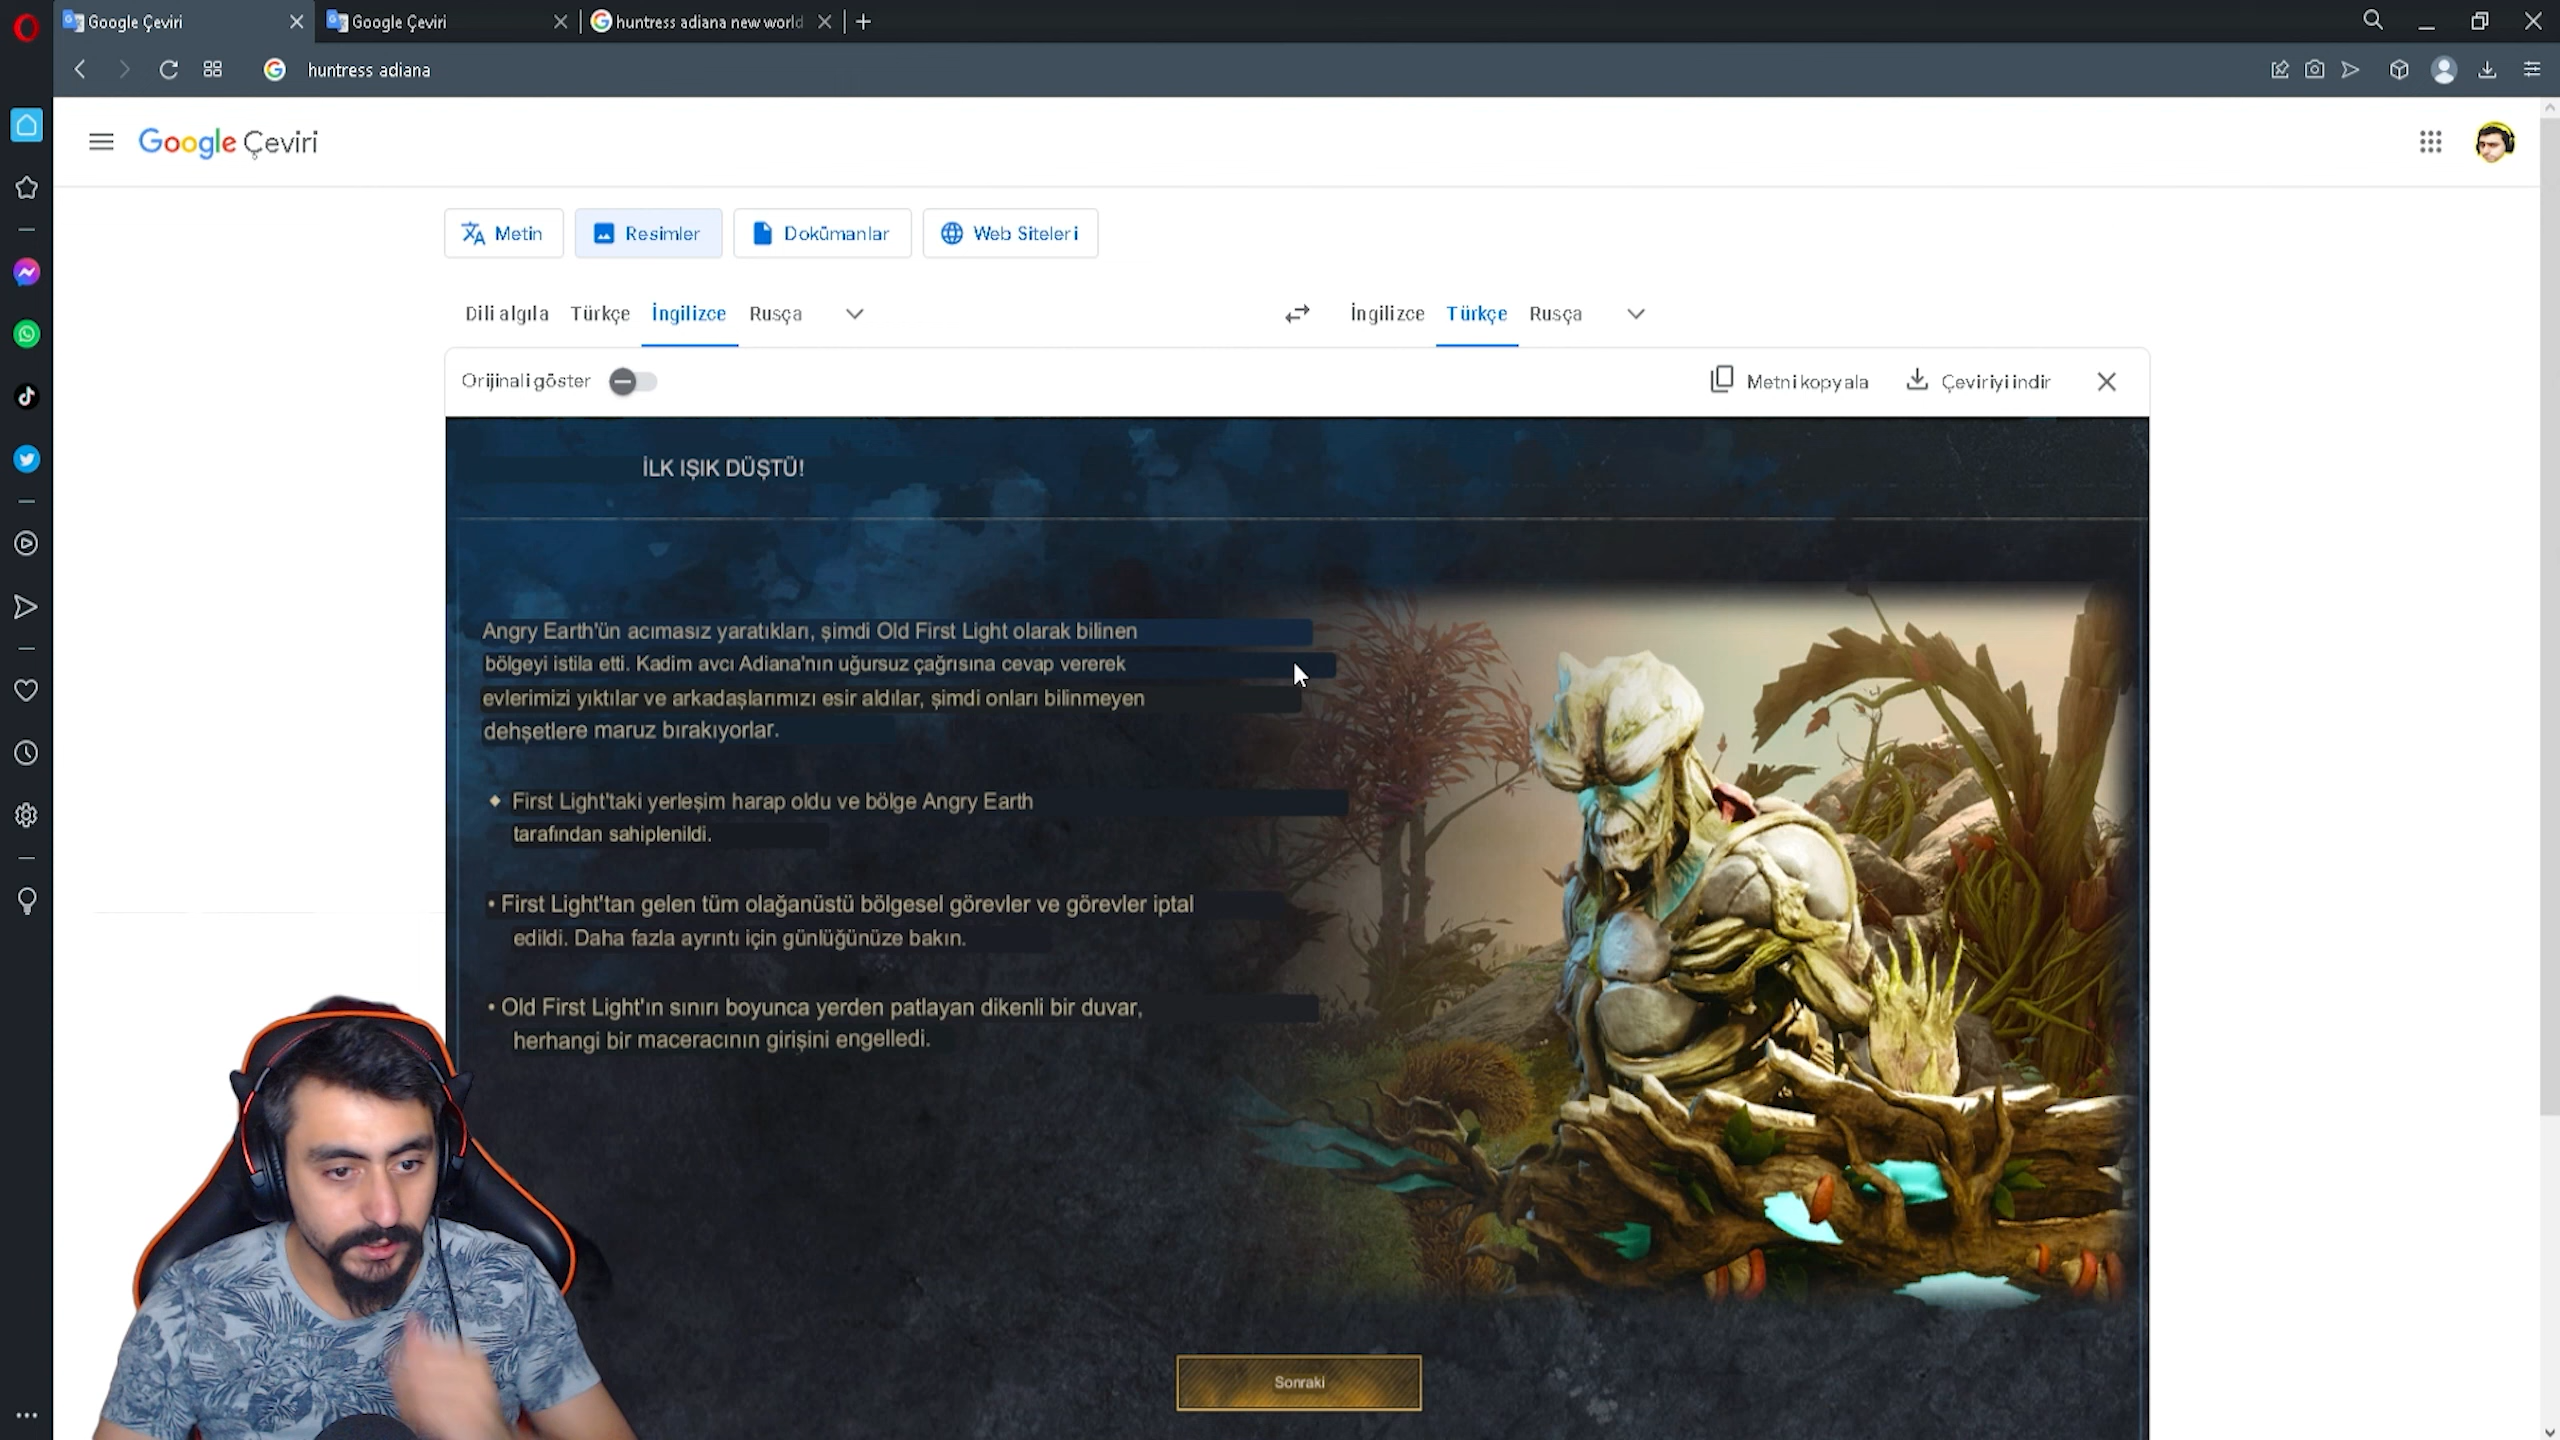 Google Çeviri
Google Çeviri
huntress adiana new world
huntress adiana
Google Çeviri
Metin
Resimler
Dokümanlar
Web Siteleri
Dili algıla
Türkçe
İngilizce
Rusça
İngilizce
Türkçe
Rusça
Orijinali göster
Metni kopyala
Çeviriyi indir
İLK IŞIK DÜŞTÜ!
Angry Earth'ün acımasız yaratıkları, şimdi Old First Light olarak bilinen
bölgeyi istila etti. Kadim avcı Adiana'nın uğursuz çağrısına cevap vererek
evlerimizi yıktılar ve arkadaşlarımızı esir aldılar, şimdi onları bilinmeyen
dehşetlere maruz bırakıyorlar.
◆ First Light'taki yerleşim harap oldu ve bölge Angry Earth
tarafından sahiplenildi.
• First Light'tan gelen tüm olağanüstü bölgesel görevler ve görevler iptal
edildi. Daha fazla ayrıntı için günlüğünüze bakın.
• Old First Light'ın sınırı boyunca yerden patlayan dikenli bir duvar,
herhangi bir maceracının girişini engelledi.
Sonraki